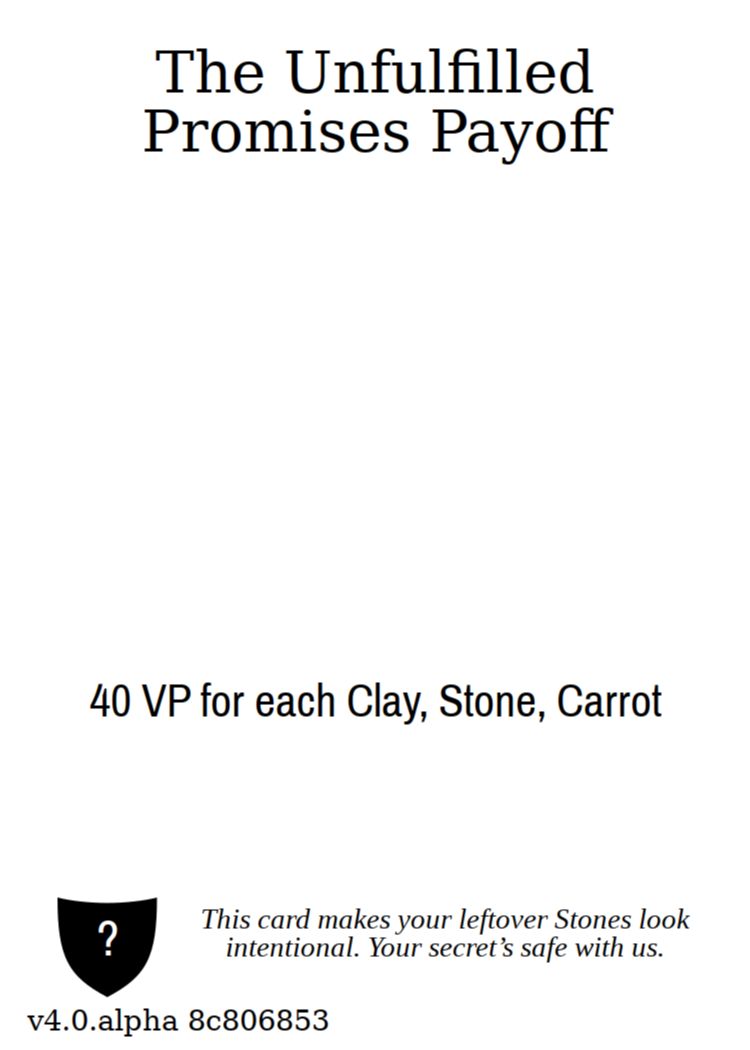 The Unfulfilled
Promises Payoff
40 VP for each Clay, Stone, Carrot
?
This card makes your leftover Stones look
intentional. Your secret’s safe with us.
v4.0.alpha 8c806853